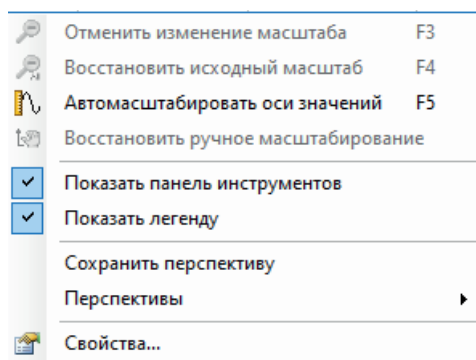 Отменить изменение масштаба F3
Восстановить исходный масштаб F4
Автомасштабировать оси значений F5
Восстановить ручное масштабирование
Показать панель инструментов
Показать легенду
Сохранить перспективу
Перспективы
Свойства...